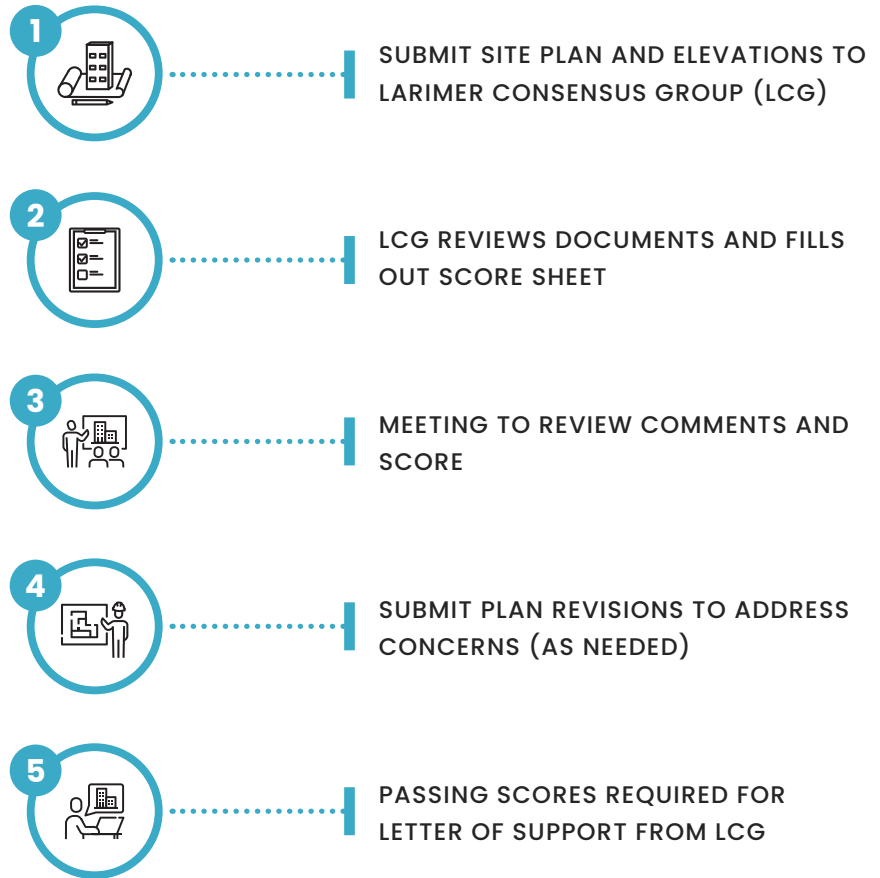 1
SUBMIT SITE PLAN AND ELEVATIONS TO
LARIMER CONSENSUS GROUP (LCG)
2
LCG REVIEWS DOCUMENTS AND FILLS
OUT SCORE SHEET
3
MEETING TO REVIEW COMMENTS AND
SCORE
4
SUBMIT PLAN REVISIONS TO ADDRESS
CONCERNS (AS NEEDED)
5
PASSING SCORES REQUIRED FOR
LETTER OF SUPPORT FROM LCG